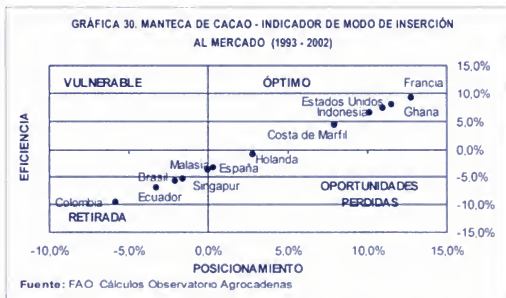 GRÁFICA 30. MANTECA DE CACAO - INDICADOR DE MODO DE INSERCIÓN
AL MERCADO (1993 - 2002)
VULNERABLE
ÓPTIMO
Francia
Estados Unidos
Indonesia
Ghana
Costa de Marfil
Holanda
Malasia
España
Brasil
Singapur
Ecuador
Colombia
RETIRADA
OPORTUNIDADES
PERDIDAS
EFICIENCIA
15,0%
10,0%
5,0%
0,0%
-5,0%
-10,0%
-15,0%
-10,0% -5,0% 0,0% 5,0% 10,0% 15,0%
POSICIONAMIENTO
Fuente: FAO Cálculos Observatorio Agrocadenas